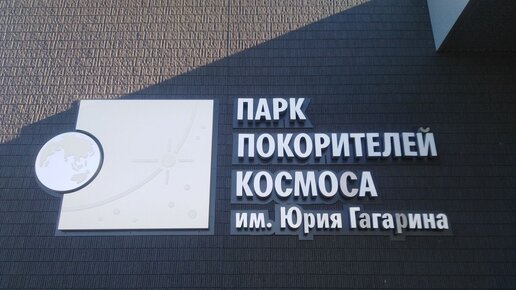 ПАРК
ПОКОРИТЕЛЕЙ
КОСМОСА
им. Юрия Гагарина